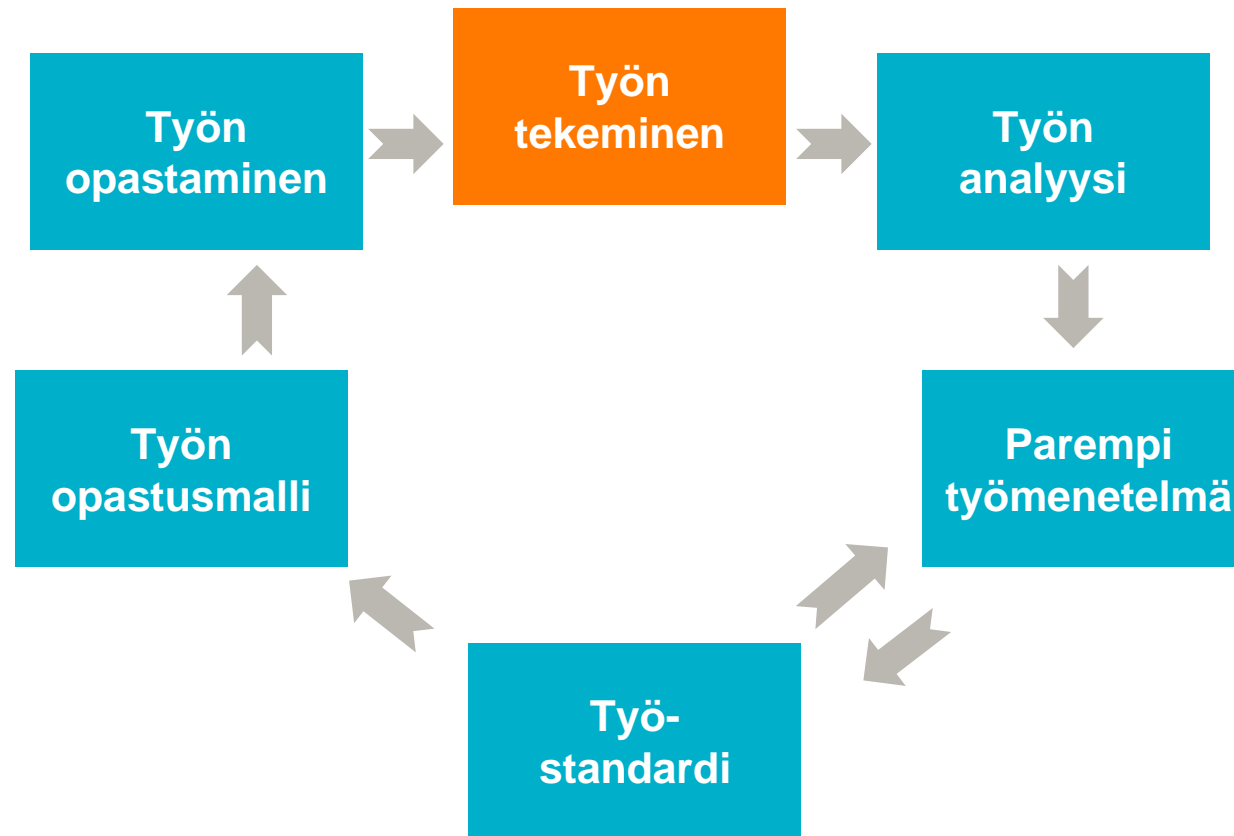 Työn
tekeminen
Työn
opastaminen
Työn
analyysi
Työn
opastusmalli
Parempi
työmenetelmä
Työ-
standardi